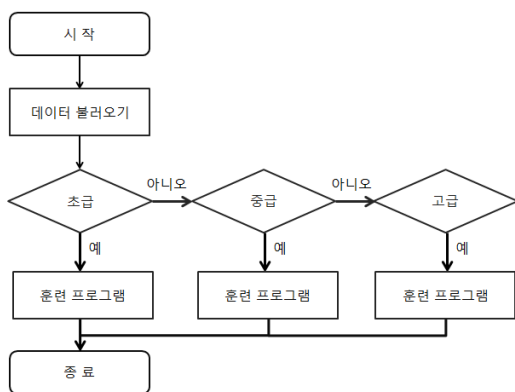 시 작
데이터 불러오기
초급
아니오
중급
아니오
고급
예
예
예
훈련 프로그램
훈련 프로그램
훈련 프로그램
종 료